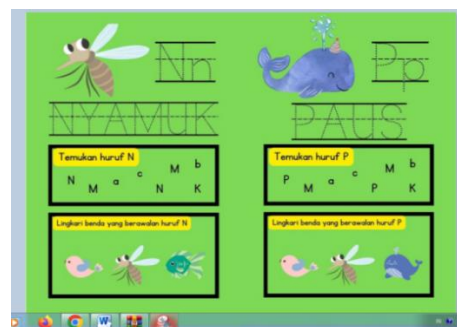 Nn
NYAMUK
Temukan huruf N
N M a c N M b K
Lingkari benda yang berawalan huruf N
Pp
PAUS
Temukan huruf P
P M a c P M b K
Lingkari benda yang berawalan huruf P